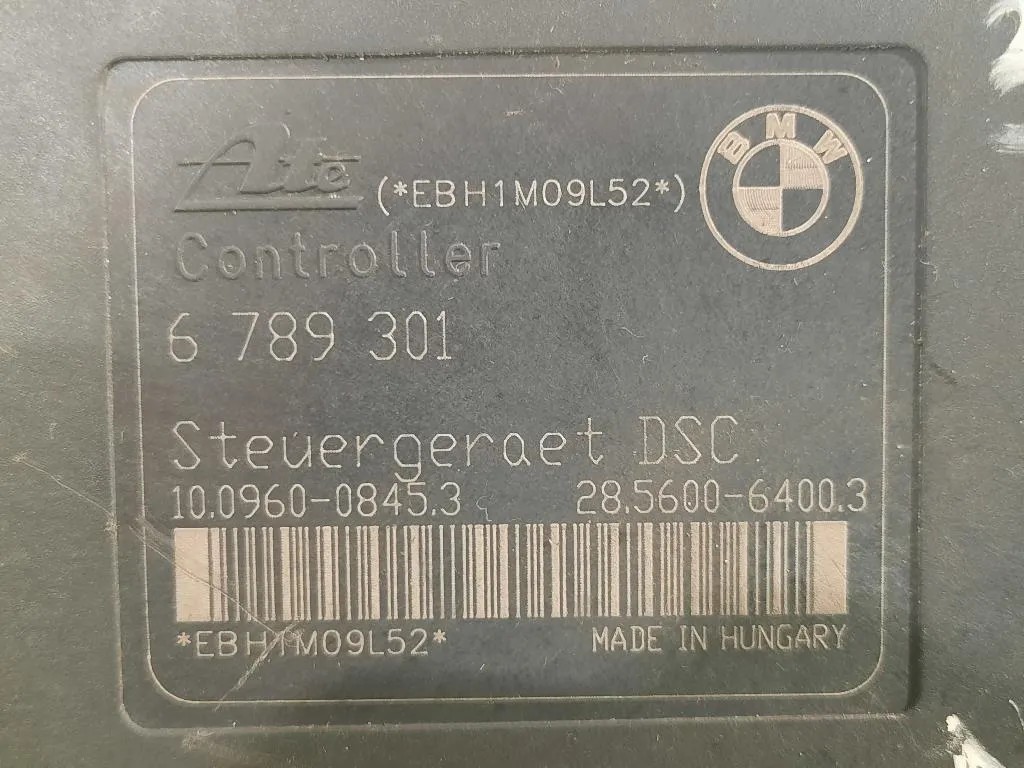 Ate
(*EBH1M09L52*)
BMW
Controller
6 789 301
Steuergeraet DSC
10.0960-0845.3 28.5600-6400.3
*EBH1M09L52* MADE IN HUNGARY